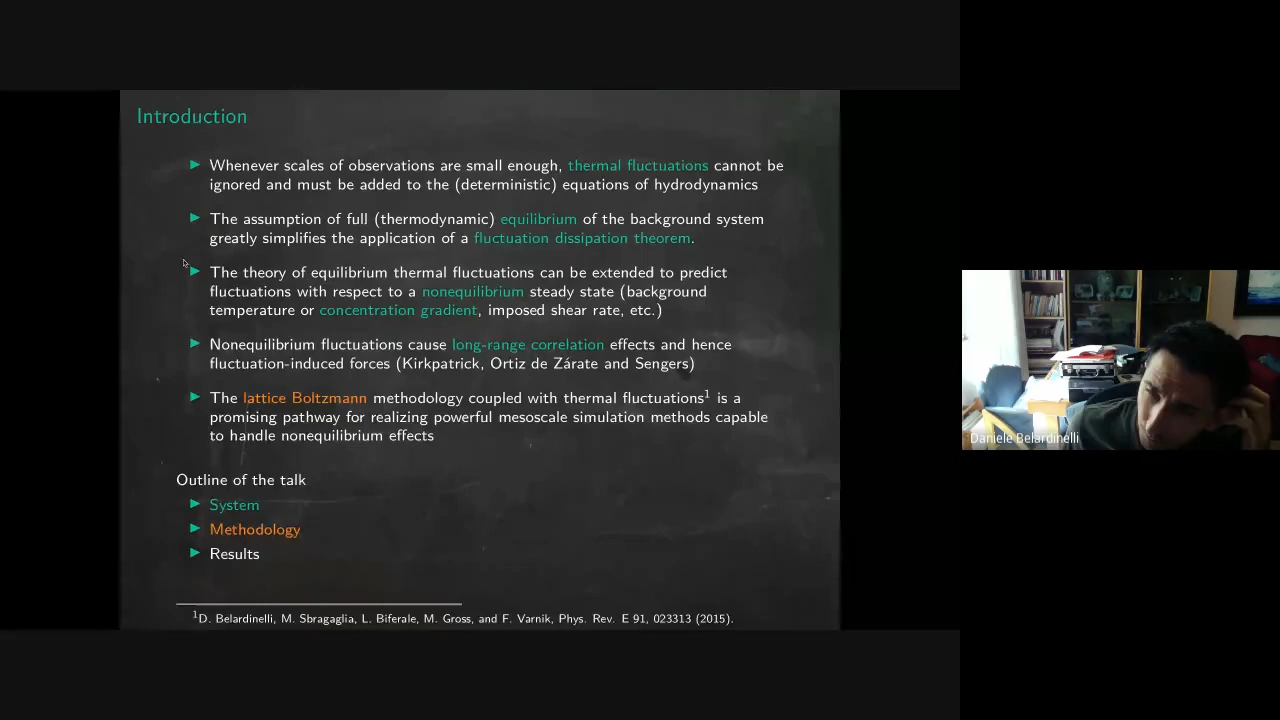 Introduction
Whenever scales of observations are small enough, thermal fluctuations cannot be
ignored and must be added to the (deterministic) equations of hydrodynamics
The assumption of full (thermodynamic) equilibrium of the background system
greatly simplifies the application of a fluctuation dissipation theorem.
The theory of equilibrium thermal fluctuations can be extended to predict
fluctuations with respect to a nonequilibrium steady state (background
temperature or concentration gradient, imposed shear rate, etc.)
Nonequilibrium fluctuations cause long-range correlation effects and hence
fluctuation-induced forces (Kirkpatrick, Ortiz de Zárate and Sengers)
The lattice Boltzmann methodology coupled with thermal fluctuations1 is a
promising pathway for realizing powerful mesoscale simulation methods capable
to handle nonequilibrium effects
Outline of the talk
System
Methodology
Results
1D. Belardinelli, M. Sbragaglia, L. Biferale, M. Gross, and F. Varnik, Phys. Rev. E 91, 023313 (2015).
Daniele Belardinelli